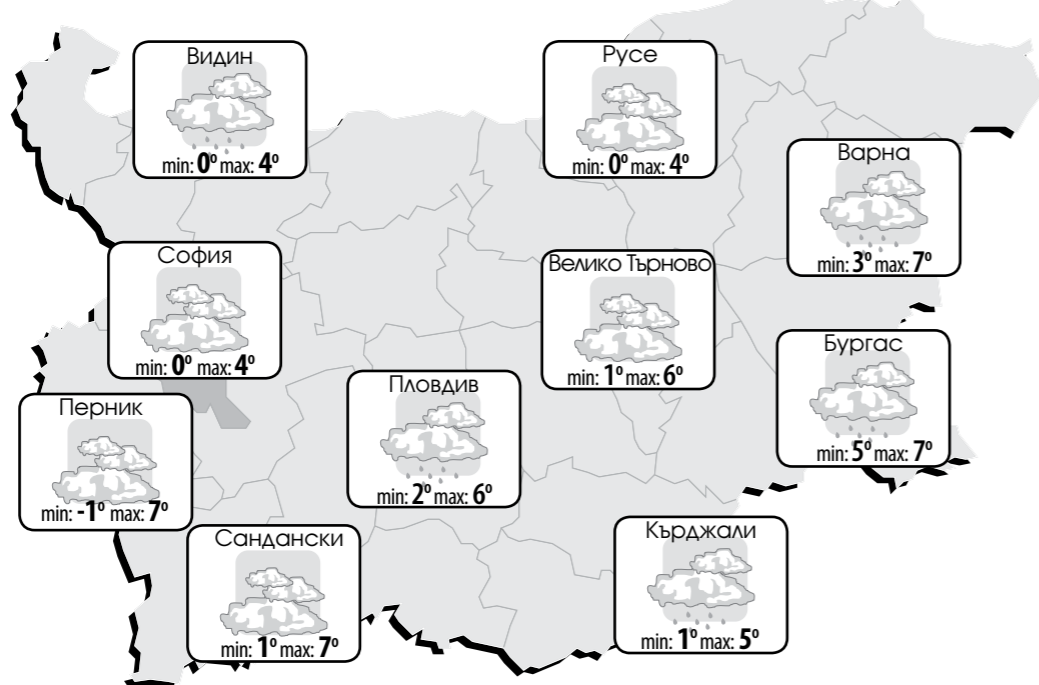 Видин
min: 0° max: 4°
Русе
min: 0° max: 4°
Варна
min: 3° max: 7°
София
min: 0° max: 4°
Велико Търново
min: 1° max: 6°
Бургас
min: 5° max: 7°
Пловдив
min: 2° max: 6°
Перник
min: -1° max: 7°
Сандански
min: 1° max: 7°
Кърджали
min: 1° max: 5°